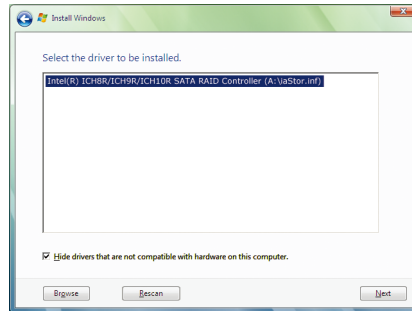 Install Windows
Select the driver to be installed.
Intel(R) ICH8R/ICH9R/ICH10R SATA RAID Controller (A:\iaStor.inf)
Hide drivers that are not compatible with hardware on this computer.
Browse
Rescan
Next